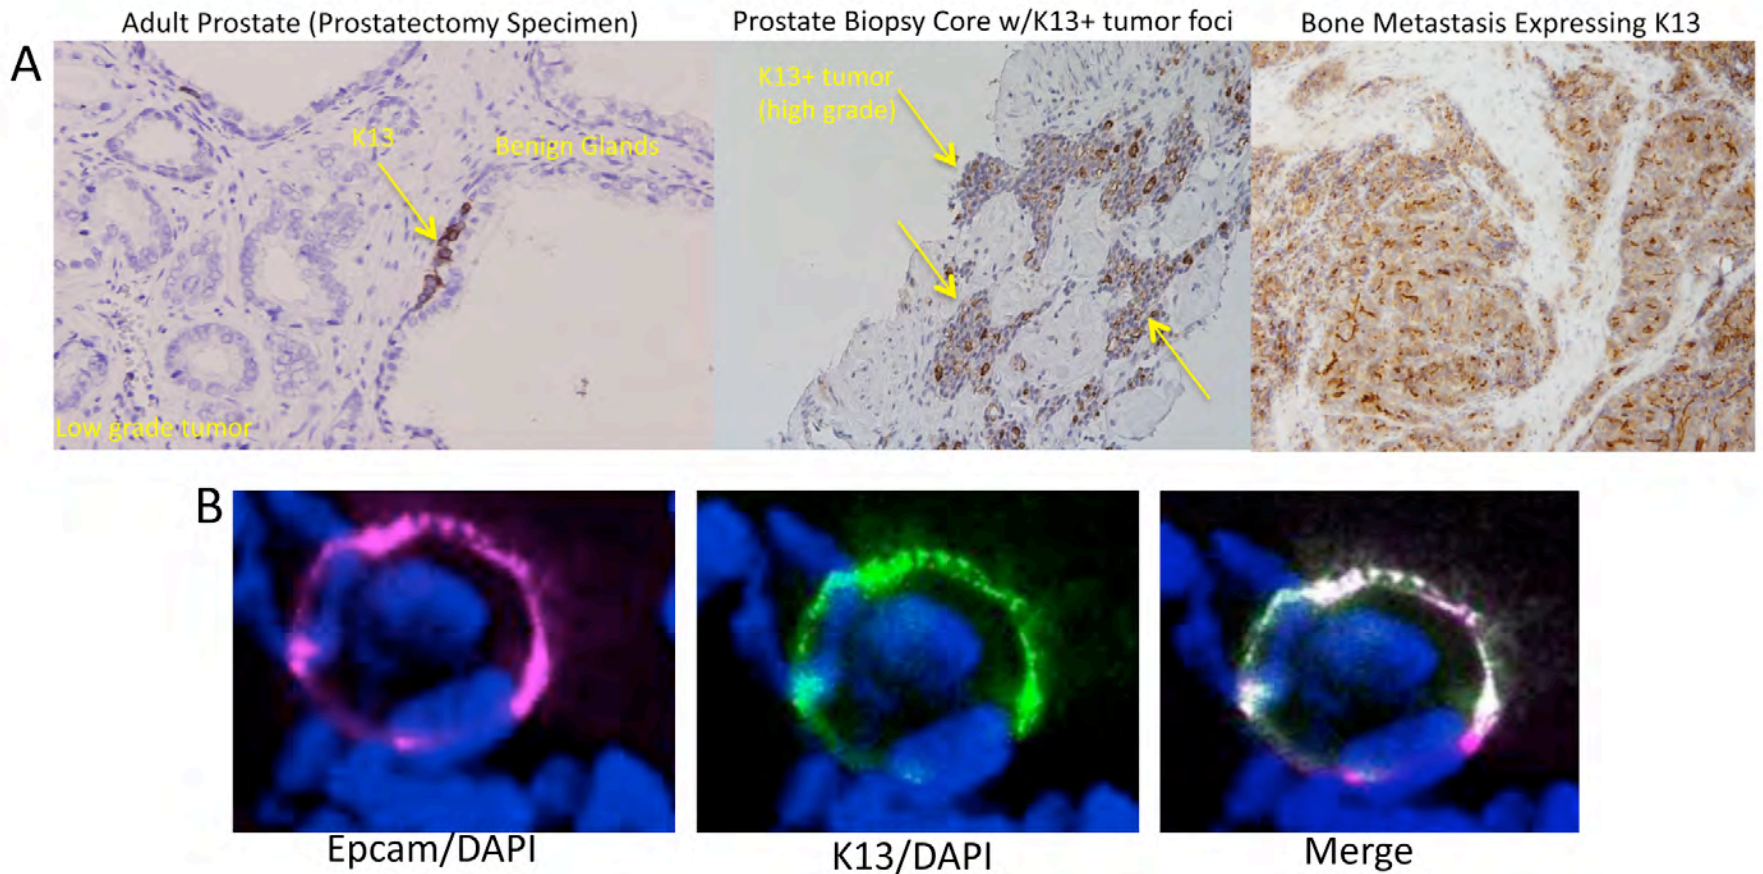 Adult Prostate (Prostatectomy Specimen)
Prostate Biopsy Core w/K13+ tumor foci
Bone Metastasis Expressing K13
A
K13
Benign Glands
Low grade tumor
K13+ tumor
(high grade)
B
Epcam/DAPI
K13/DAPI
Merge